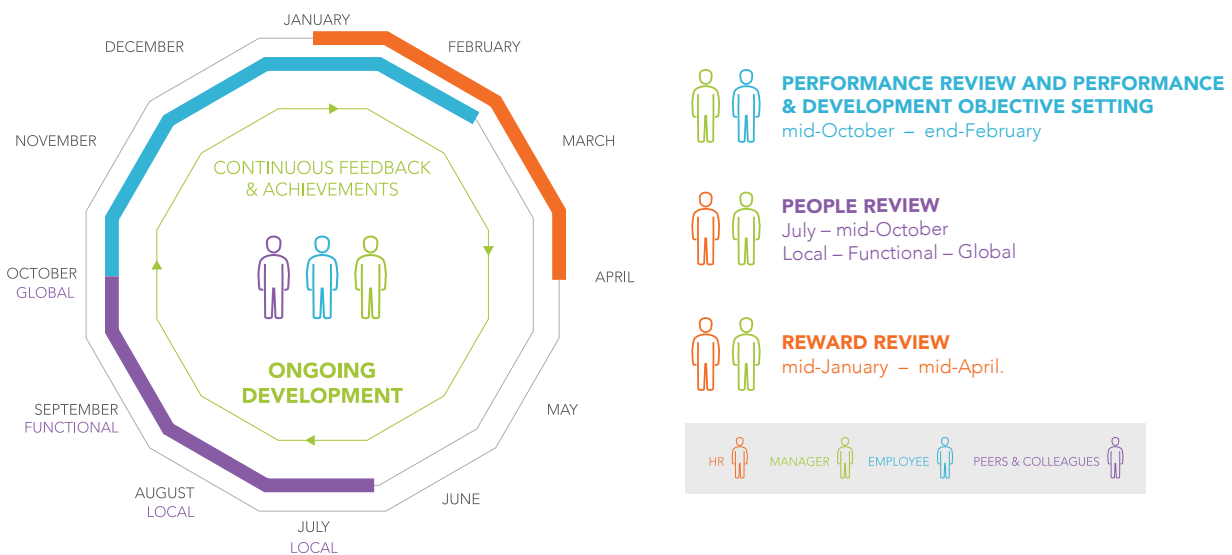 JANUARY
FEBRUARY
MARCH
APRIL
MAY
JUNE
JULY
LOCAL
AUGUST
LOCAL
SEPTEMBER
FUNCTIONAL
OCTOBER
GLOBAL
NOVEMBER
DECEMBER
CONTINUOUS FEEDBACK
& ACHIEVEMENTS
ONGOING
DEVELOPMENT
PERFORMANCE REVIEW AND PERFORMANCE
& DEVELOPMENT OBJECTIVE SETTING
mid-October – end-February
PEOPLE REVIEW
July – mid-October
Local – Functional – Global
REWARD REVIEW
mid-January – mid-April.
HR MANAGER EMPLOYEE PEERS & COLLEAGUES